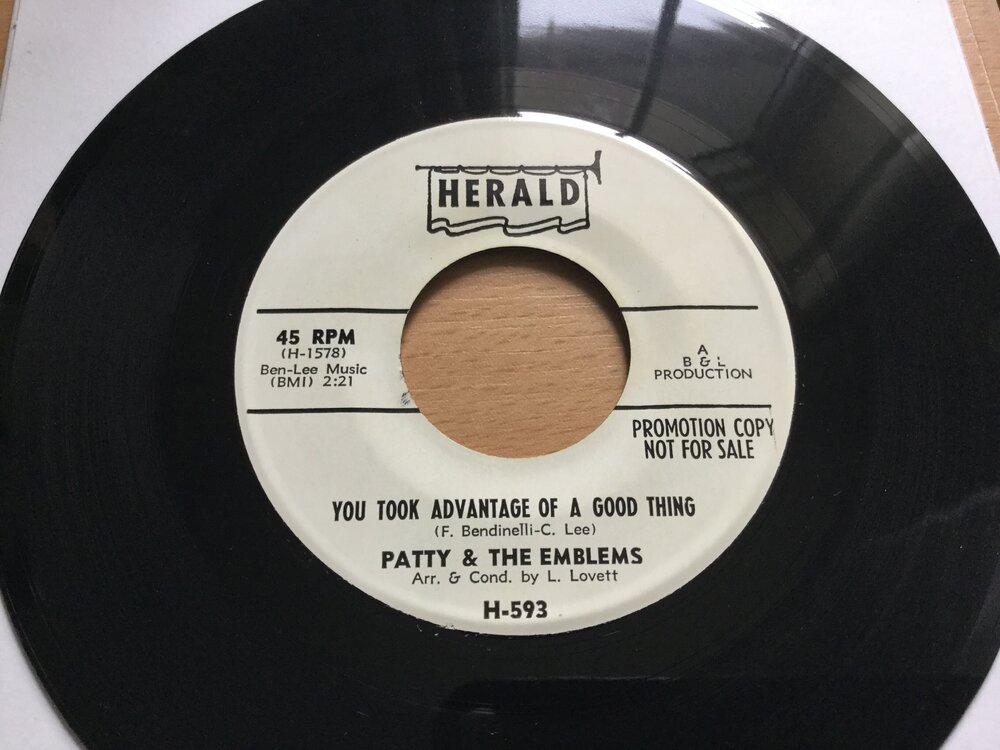 HERALD
45 RPM
(H-1578)
Ben-Lee Music
(BMI) 2:21
A
B & L
PRODUCTION
PROMOTION COPY
NOT FOR SALE
YOU TOOK ADVANTAGE OF A GOOD THING
(F. Bendinelli-C. Lee)
PATTY & THE EMBLEMS
Arr. & Cond. by L. Lovett
H-593